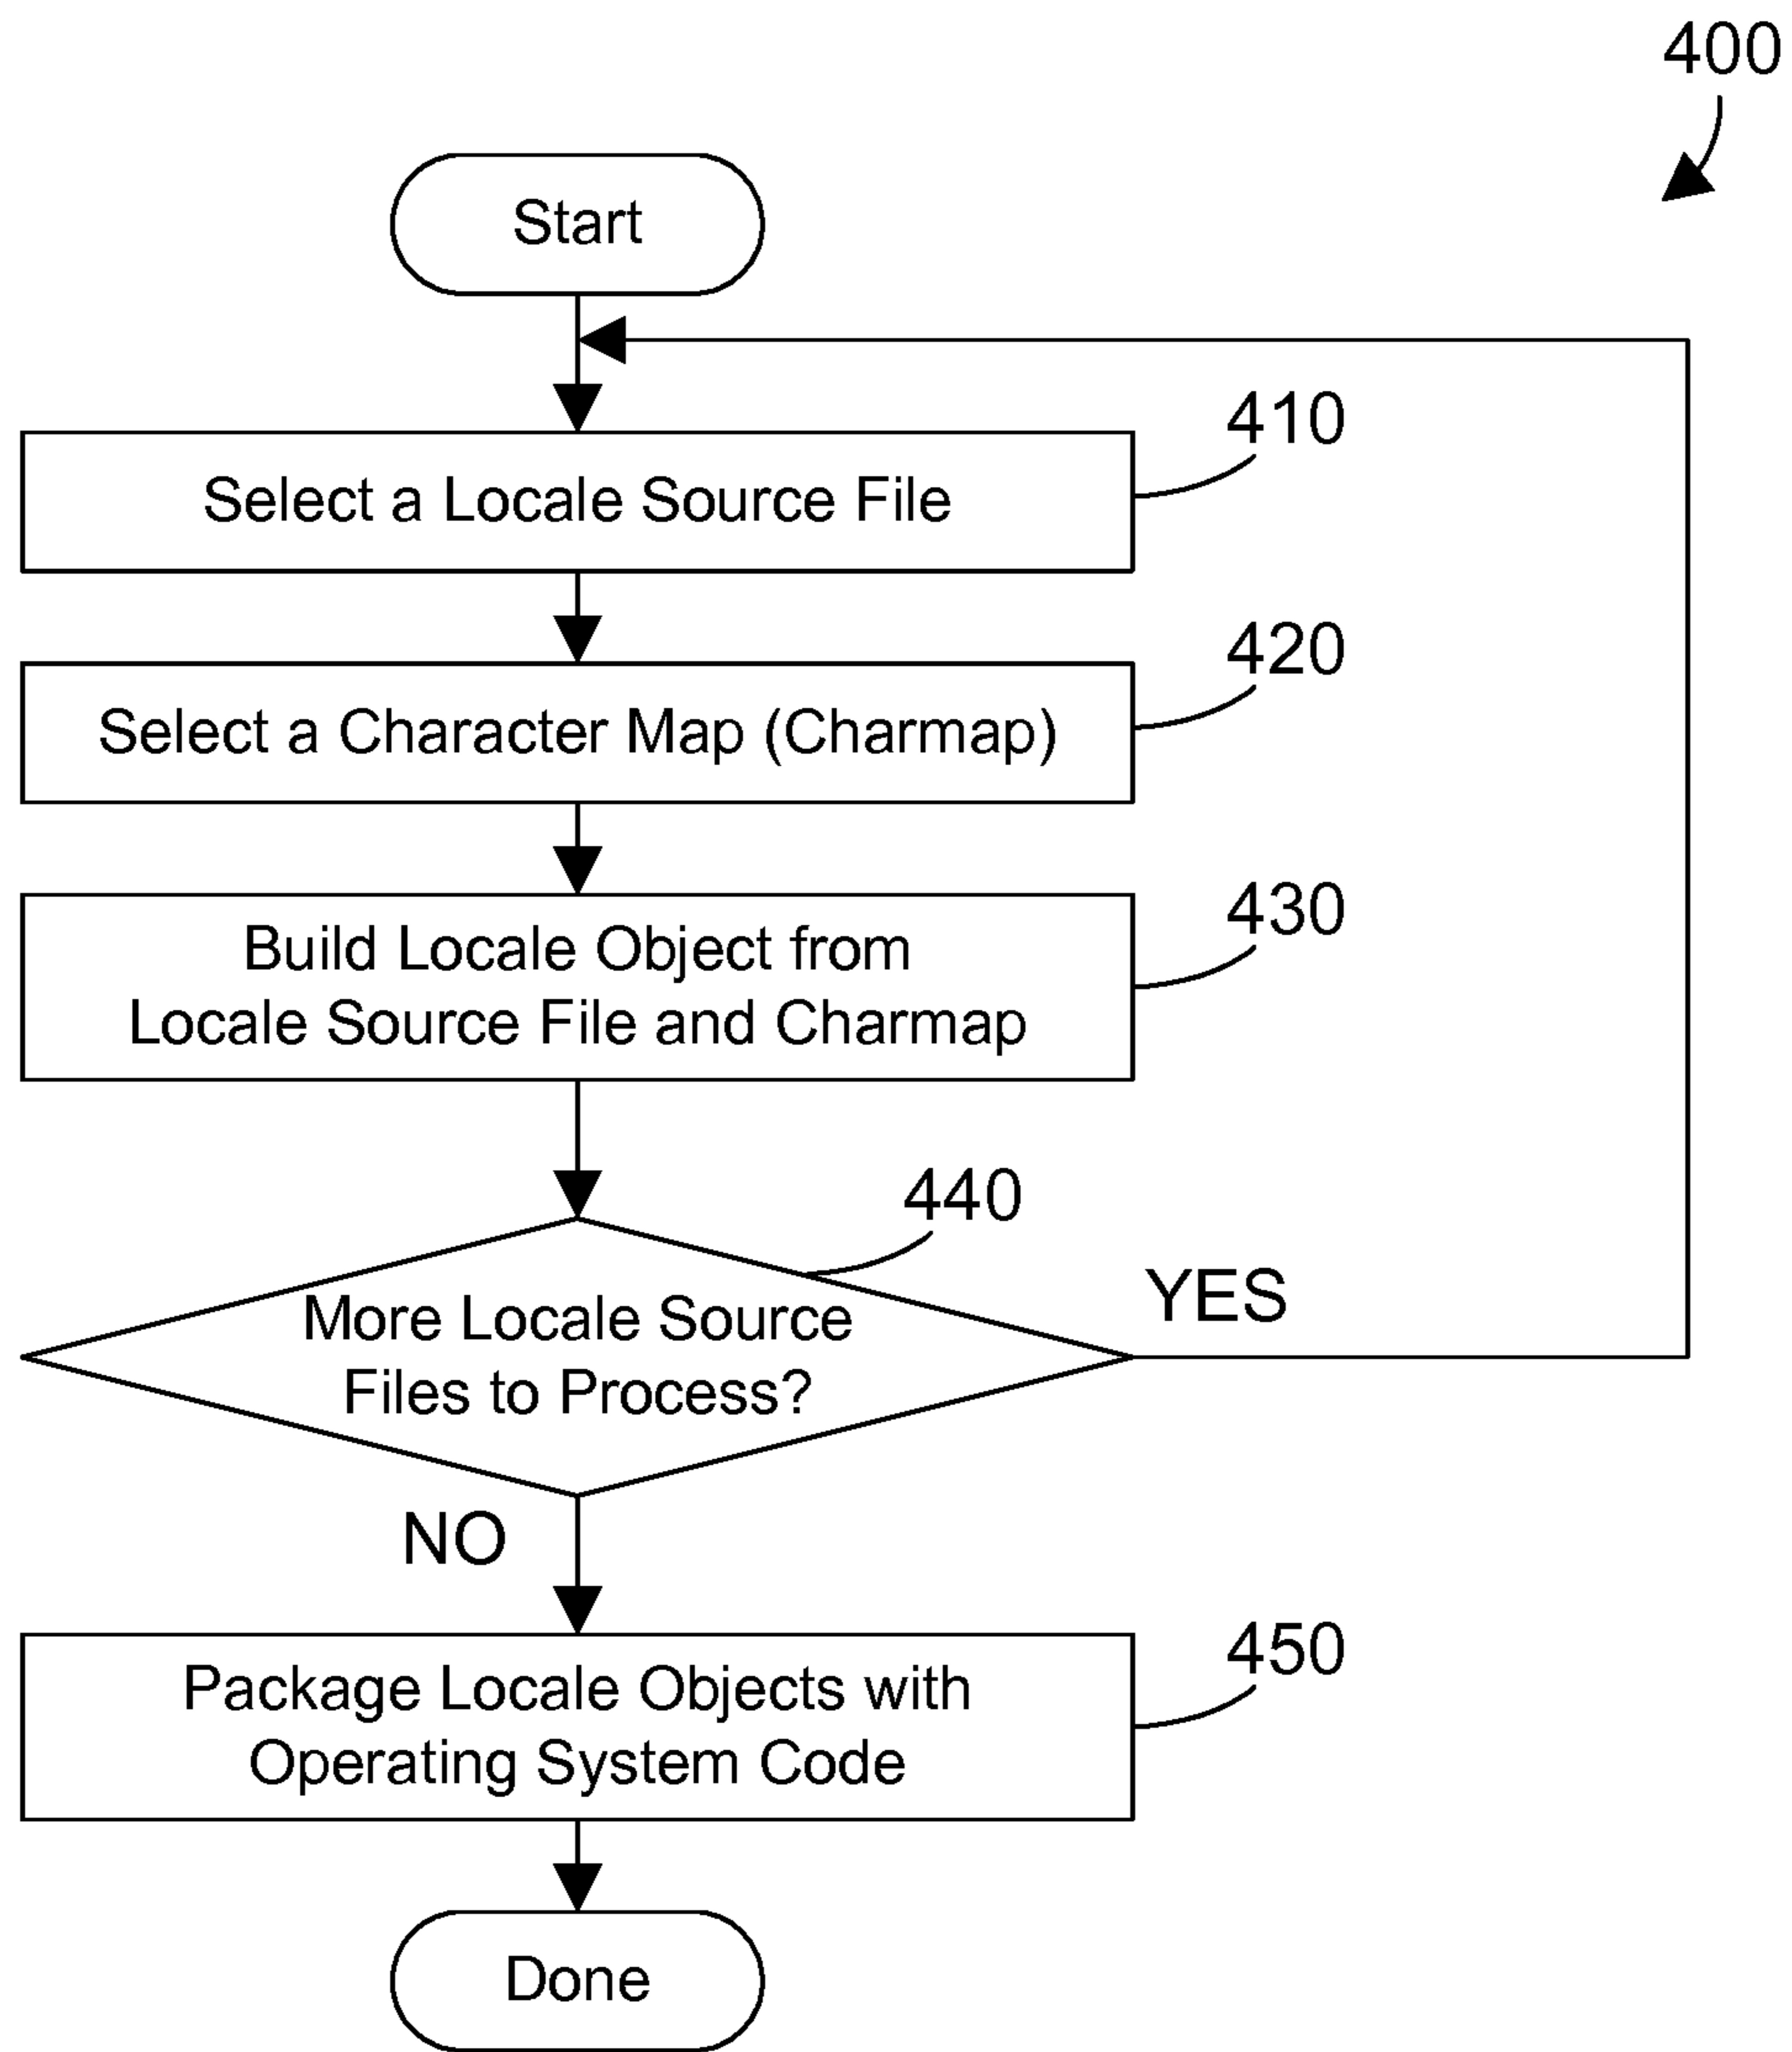 400
Start
410
Select a Locale Source File
420
Select a Character Map (Charmap)
430
Build Locale Object from
Locale Source File and Charmap
440
More Locale Source
Files to Process?
YES
NO
450
Package Locale Objects with
Operating System Code
Done